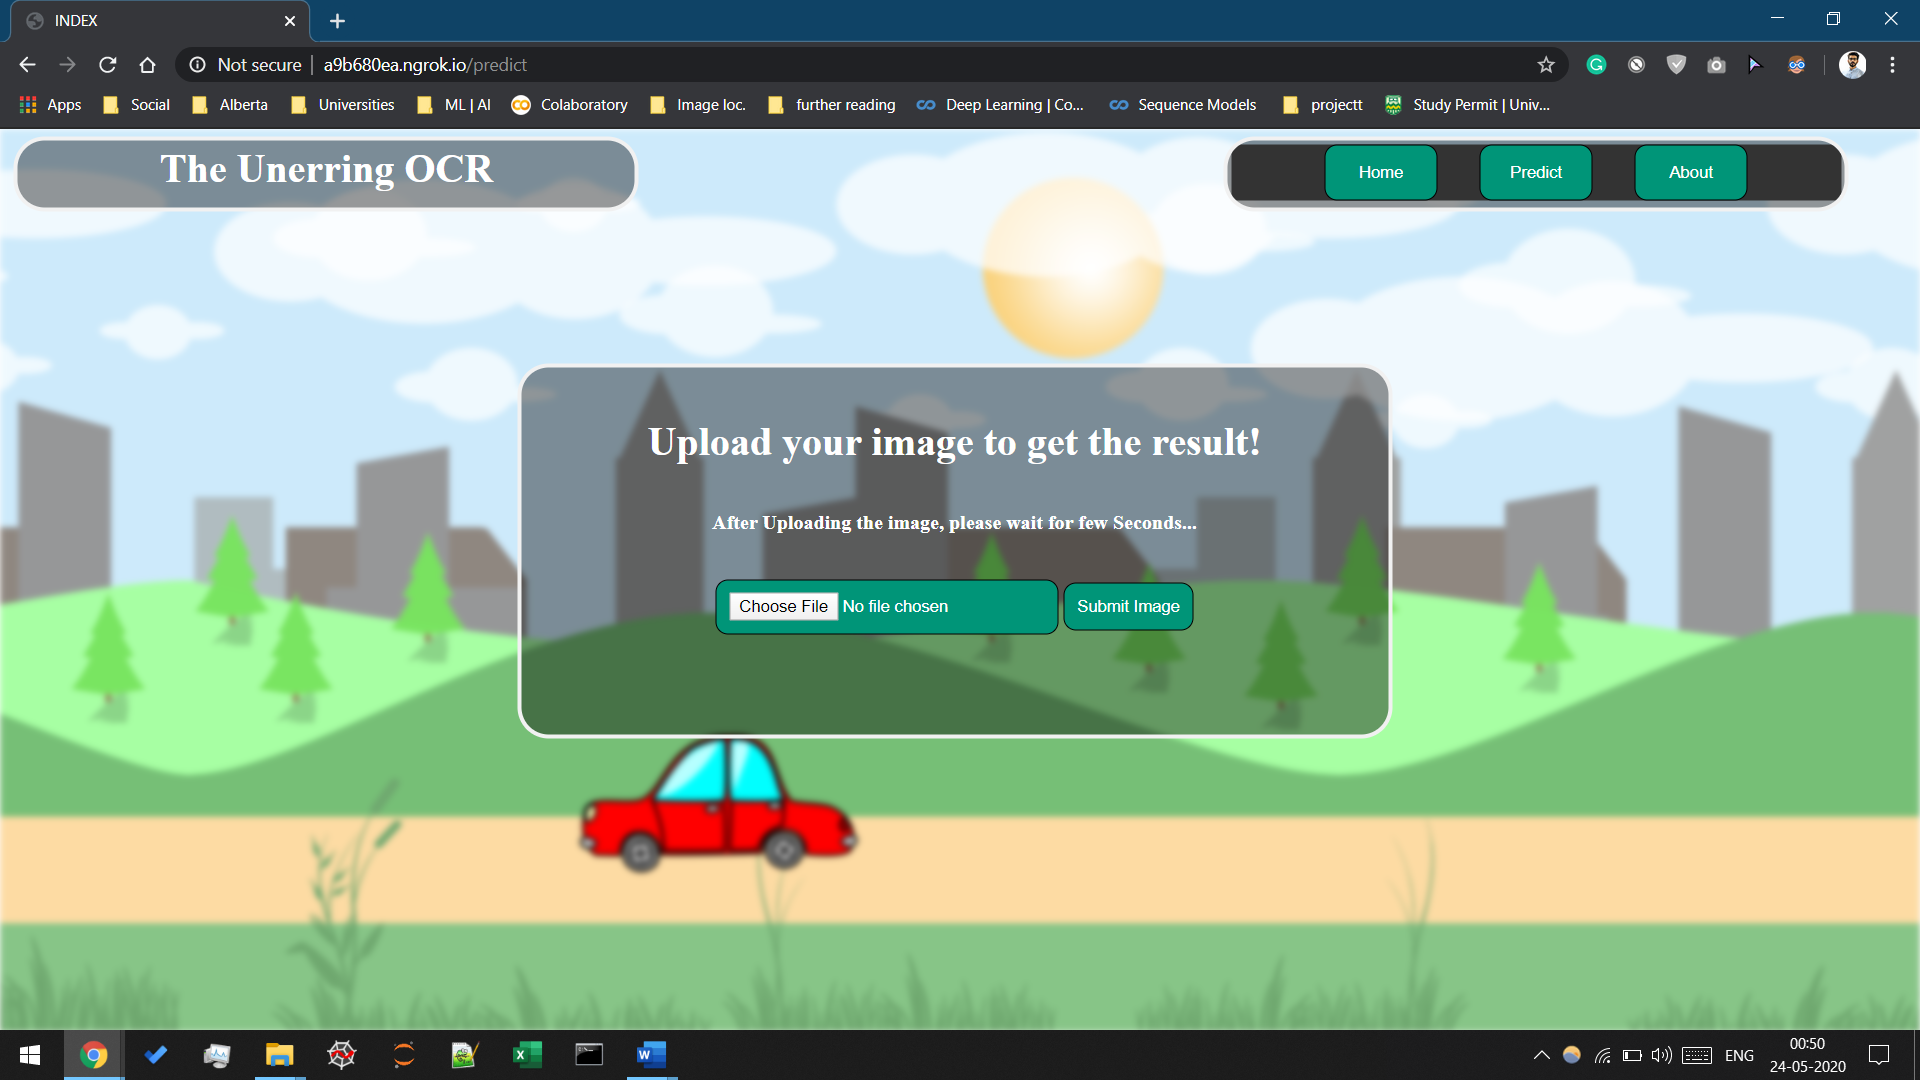 INDEX
Not secure | a9b680ea.ngrok.io/predict
Apps Social Alberta Universities ML | AI Colaboratory Image loc. further reading Deep Learning | Co... Sequence Models projectt Study Permit | Univ...
The Unerring OCR
Home Predict About
Upload your image to get the result!
After Uploading the image, please wait for few Seconds...
Choose File No file chosen Submit Image
ENG
00:50
24-05-2020